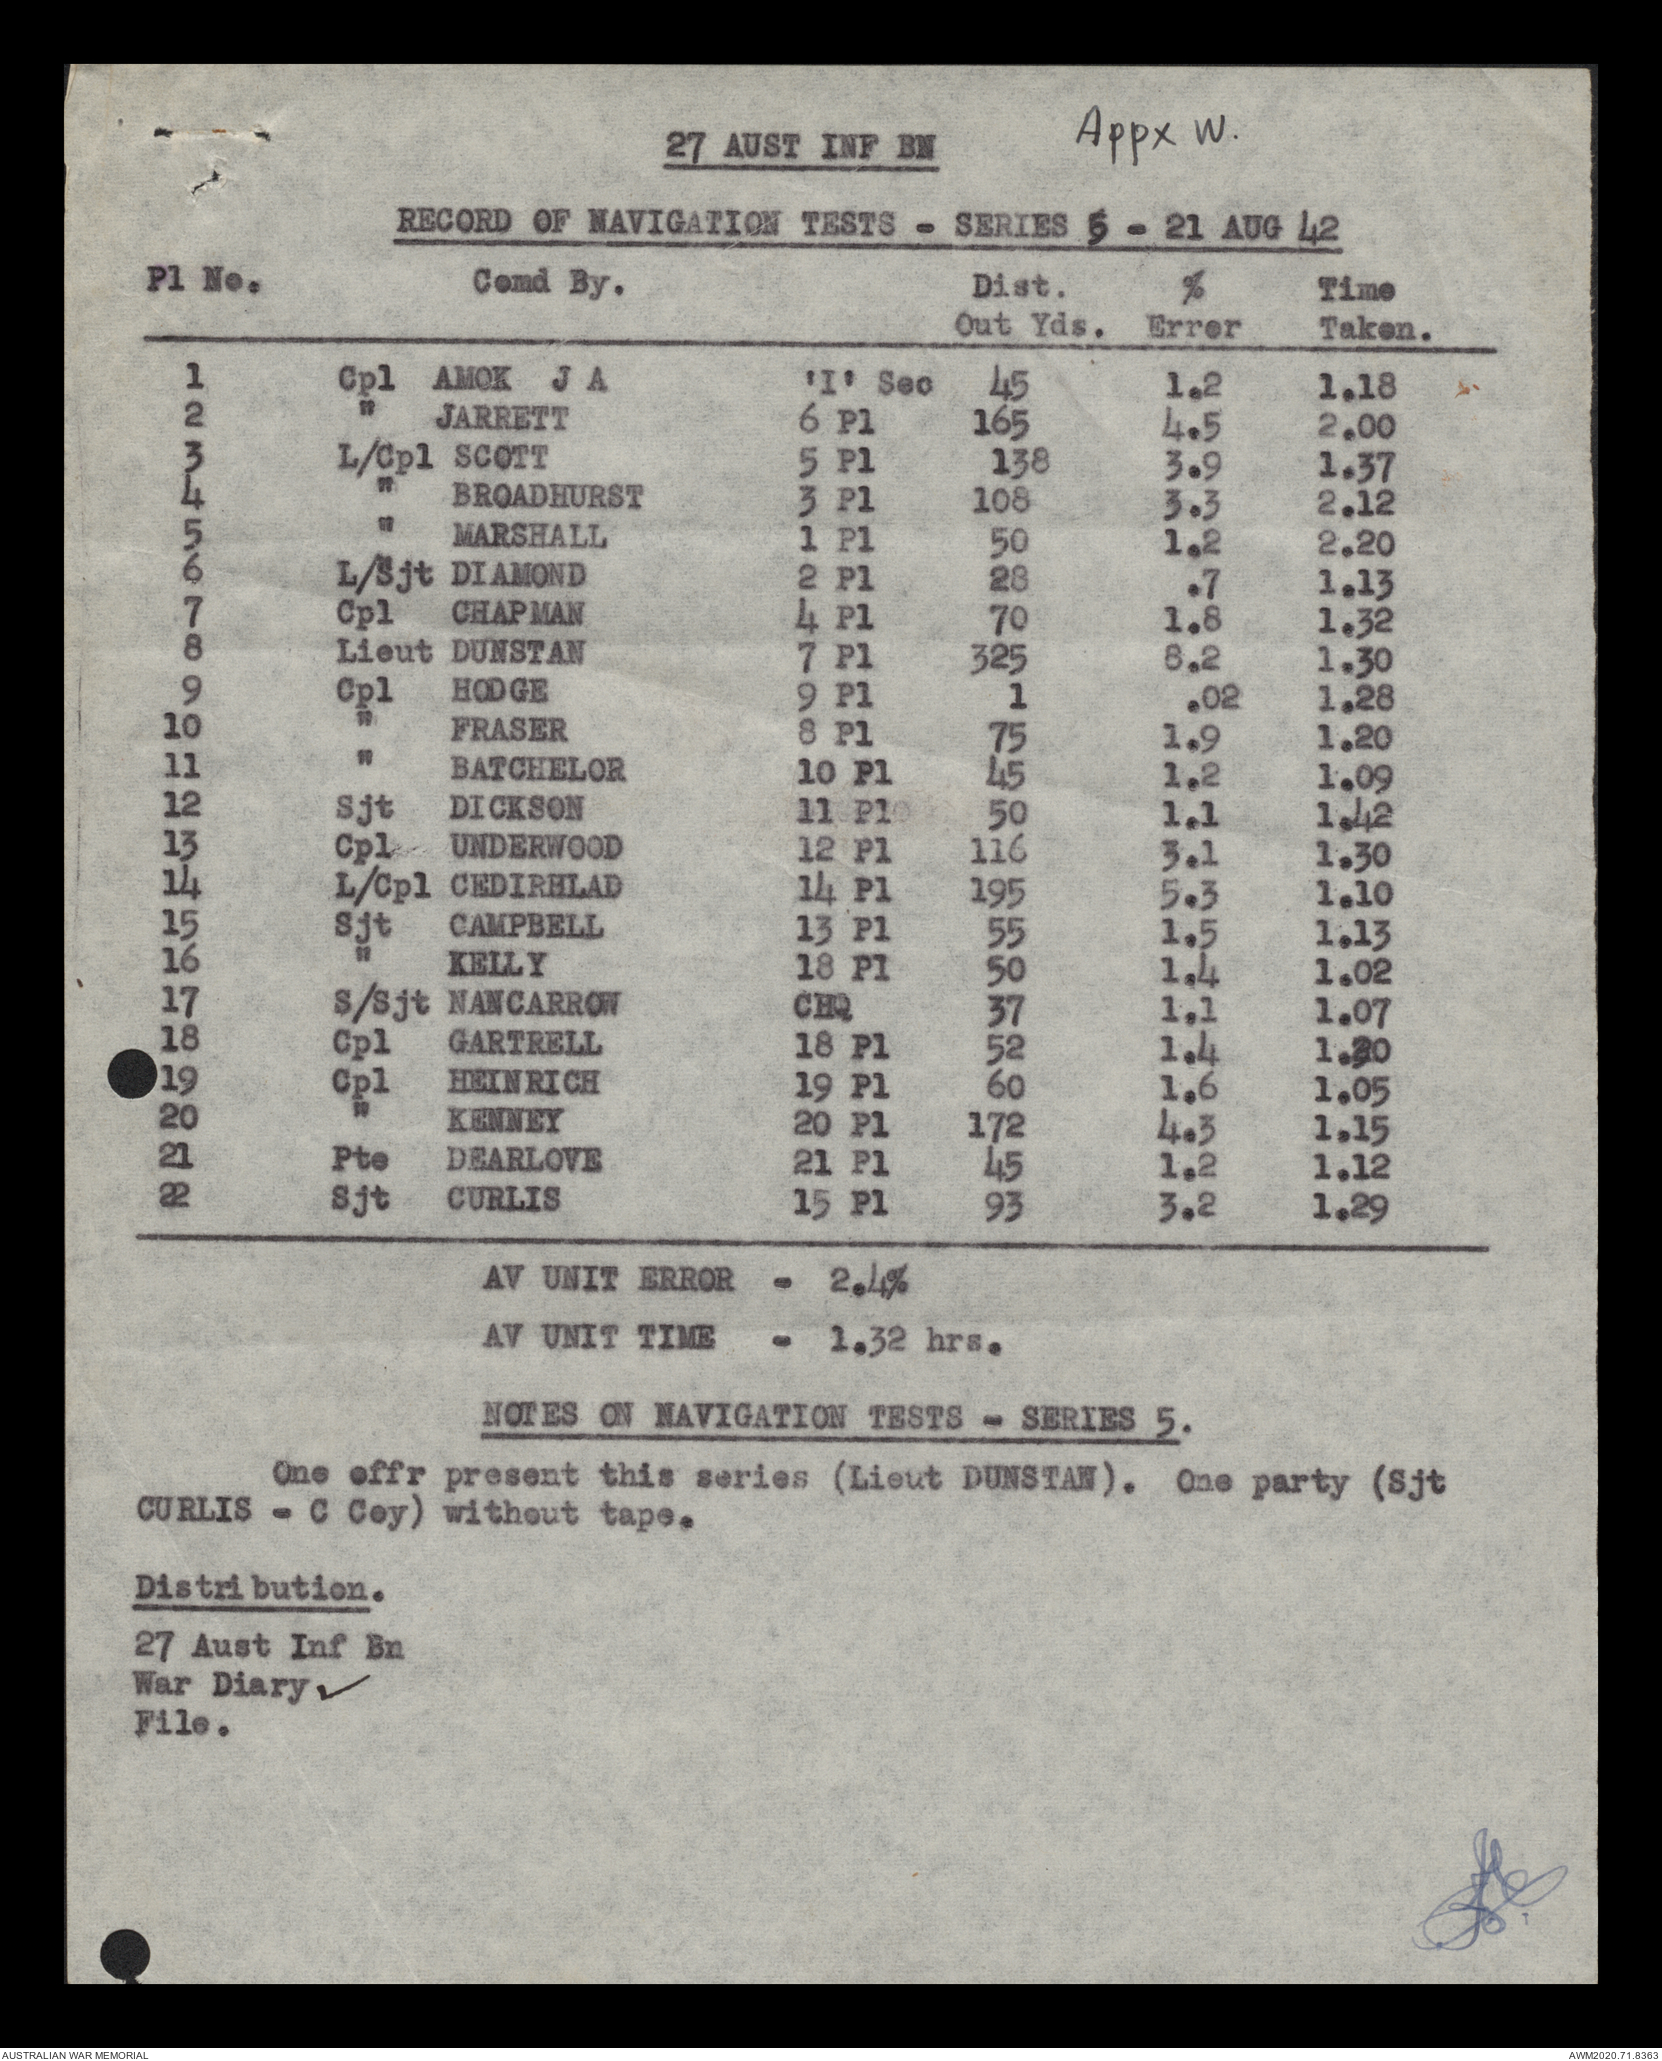 Appx W.
27 AUST INF BN
RECORD OF NAVIGATION TESTS - SERIES 5 - 21 AUG 42
Pl No. Comd By. Dist. % Time
Out Yds. Error Taken.
1 Cpl AMOK J A 'I' Sec 45 1.2 1.18
2 " JARRETT 6 Pl 165 4.5 2.00
3 L/Cpl SCOTT 5 Pl 138 3.9 1.37
4 " BROADHURST 3 Pl 108 3.3 2.12
5 " MARSHALL 1 Pl 50 1.2 2.20
6 L/Sjt DIAMOND 2 Pl 28 .7 1.13
7 Cpl CHAPMAN 4 Pl 70 1.8 1.32
8 Lieut DUNSTAN 7 Pl 325 8.2 1.30
9 Cpl HODGE 9 Pl 1 .02 1.28
10 " FRASER 8 Pl 75 1.9 1.20
11 " BATCHELOR 10 Pl 45 1.2 1.09
12 Sjt DICKSON 11 Pl 50 1.1 1.42
13 Cpl UNDERWOOD 12 Pl 116 3.1 1.30
14 L/Cpl CEDIRHLAD 14 Pl 195 5.3 1.10
15 Sjt CAMPBELL 13 Pl 55 1.5 1.13
16 " KELLY 18 Pl 50 1.4 1.02
17 S/Sjt NANCARROW CHQ 37 1.1 1.07
18 Cpl GARTRELL 18 Pl 52 1.4
19 Cpl HEINRICH 19 Pl 60 1.6 1.05
20 " KENNEY 20 Pl 172 4.3 1.15
21 Pte DEARLOVE 21 Pl 45 1.2 1.12
22 Sjt CURLIS 15 Pl 93 3.2 1.29
AV UNIT ERROR - 2.4%
AV UNIT TIME - 1.32 hrs.
NOTES ON NAVIGATION TESTS - SERIES 5.
One offr present this series (Lieut DUNSTAN). One party (Sjt
CURLIS - C Coy) without tape.
Distribution.
27 Aust Inf Bn
War Diary ✓
File.
AUSTRALIAN WAR MEMORIAL AWM2020.71.8363